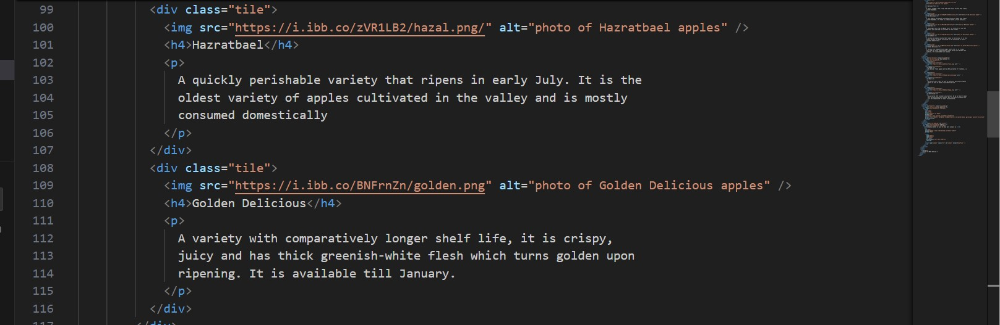 99 <div class="tile">
100 <img src="https://i.ibb.co/zVR1LB2/hazal.png/" alt="photo of Hazratbael apples" />
101 <h4>Hazratbael</h4>
102 <p>
103 A quickly perishable variety that ripens in early July. It is the
104 oldest variety of apples cultivated in the valley and is mostly
105 consumed domestically
106 </p>
107 </div>
108 <div class="tile">
109 <img src="https://i.ibb.co/BNFrnZn/golden.png" alt="photo of Golden Delicious apples" />
110 <h4>Golden Delicious</h4>
111 <p>
112 A variety with comparatively longer shelf life, it is crispy,
113 juicy and has thick greenish-white flesh which turns golden upon
114 ripening. It is available till January.
115 </p>
116 </div>
117 </div>